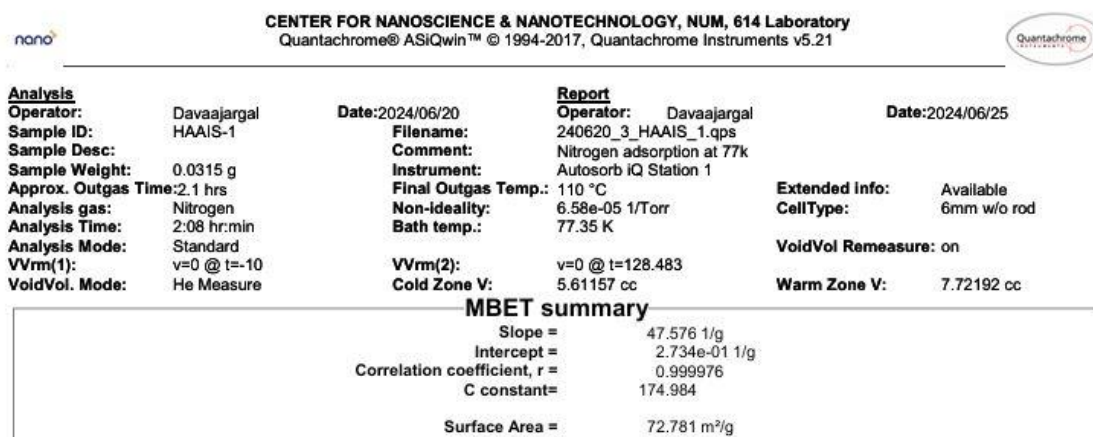 CENTER FOR NANOSCIENCE & NANOTECHNOLOGY, NUM, 614 Laboratory
nano
Quantachrome® ASiQwin™ © 1994-2017, Quantachrome Instruments v5.21
Quantachrome
INSTRUMENTS
Analysis Report
Operator: Davaajargal Date:2024/06/20 Operator: Davaajargal Date:2024/06/25
Sample ID: HAAIS-1 Filename: 240620_3_HAAIS_1.qps
Sample Desc: Comment: Nitrogen adsorption at 77k
Sample Weight: 0.0315 g Instrument: Autosorb iQ Station 1
Approx. Outgas Time:2.1 hrs Final Outgas Temp.: 110 °C Extended info: Available
Analysis gas: Nitrogen Non-ideality: 6.58e-05 1/Torr CellType: 6mm w/o rod
Analysis Time: 2:08 hr:min Bath temp.: 77.35 K
Analysis Mode: Standard VoidVol Remeasure: on
VVrm(1): v=0 @ t=-10 VVrm(2): v=0 @ t=128.483
VoidVol. Mode: He Measure Cold Zone V: 5.61157 cc Warm Zone V: 7.72192 cc
MBET summary
Slope = 47.576 1/g
Intercept = 2.734e-01 1/g
Correlation coefficient, r = 0.999976
C constant= 174.984
Surface Area = 72.781 m²/g